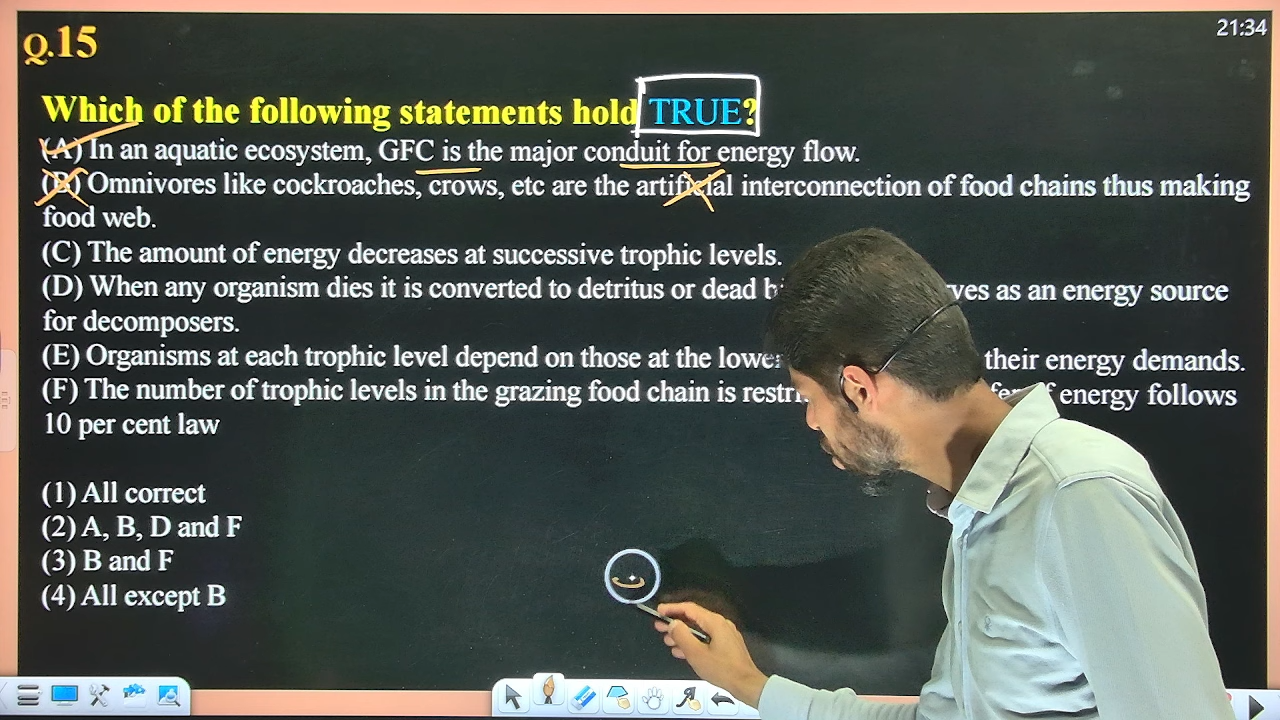 21:34
Q.15
Which of the following statements hold TRUE?
(A) In an aquatic ecosystem, GFC is the major conduit for energy flow.
(B) Omnivores like cockroaches, crows, etc are the artificial interconnection of food chains thus making
food web.
(C) The amount of energy decreases at successive trophic levels.
(D) When any organism dies it is converted to detritus or dead as an energy source
for decomposers.
(E) Organisms at each trophic level depend on those at the their energy demands.
(F) The number of trophic levels in the grazing food chain is of energy follows
10 per cent law
(1) All correct
(2) A, B, D and F
(3) B and F
(4) All except B